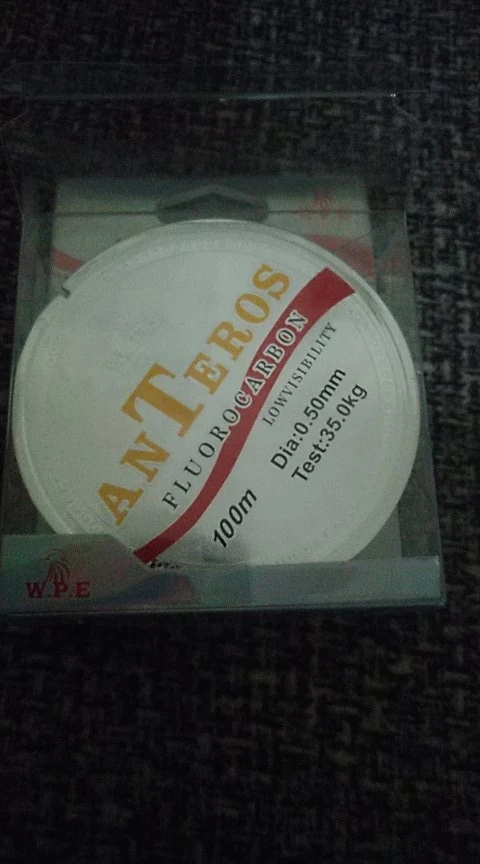 ANTEROS
FLUOROCARBON
LOWVISIBILITY
Dia:0.50mm
Test:35.0kg
100m
W.P.E